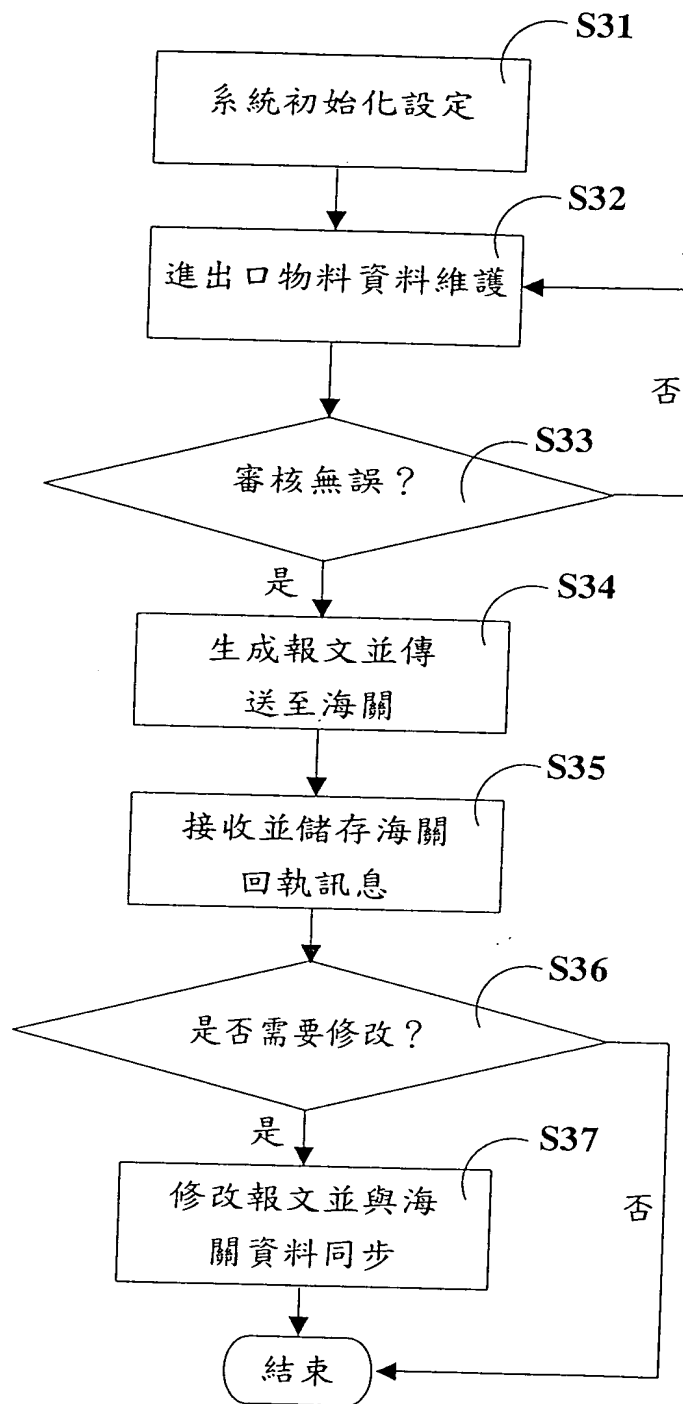 S31
系統初始化設定
S32
進出口物料資料維護
否
S33
審核無誤？
是
S34
生成報文並傳
送至海關
S35
接收並儲存海關
回執訊息
S36
是否需要修改？
是
S37
修改報文並與海
關資料同步
否
結束